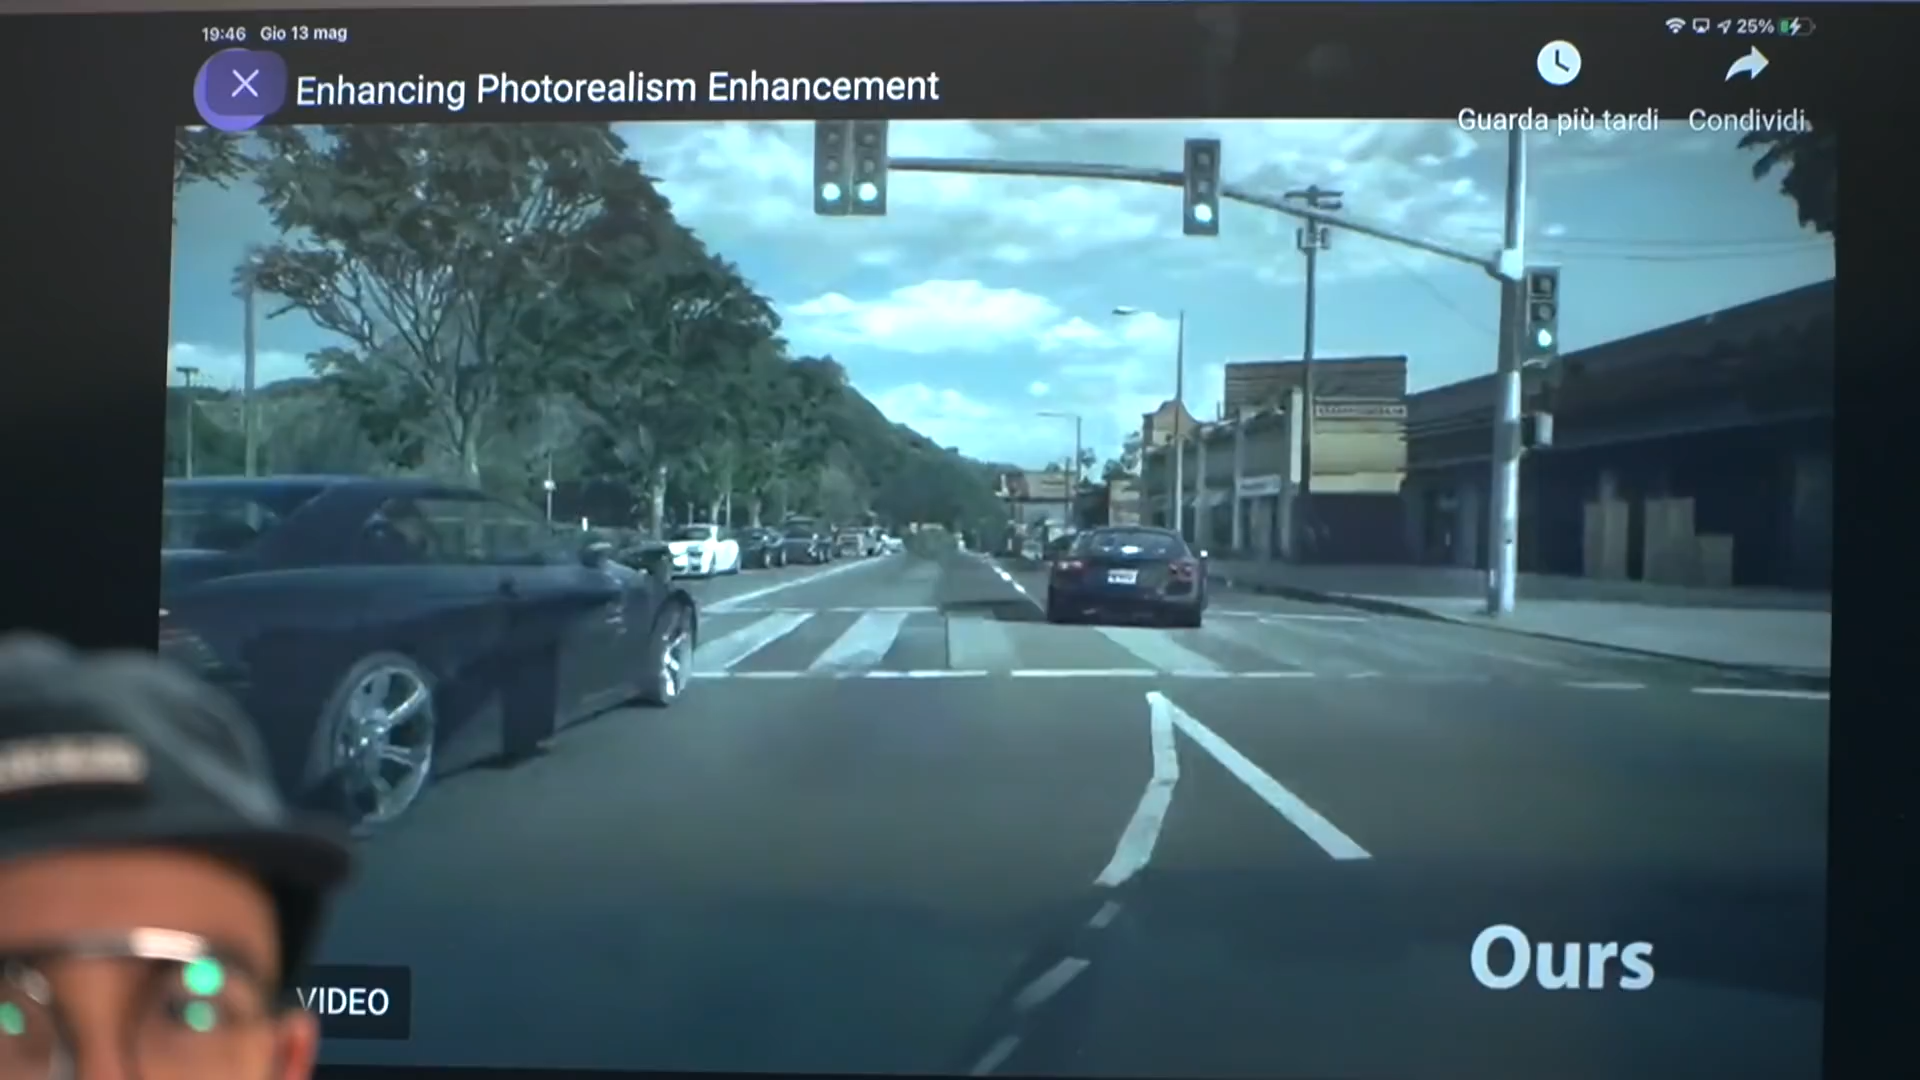 19:46 Gio 13 mag
25%
Enhancing Photorealism Enhancement
Guarda più tardi
Condividi
Ours
VIDEO